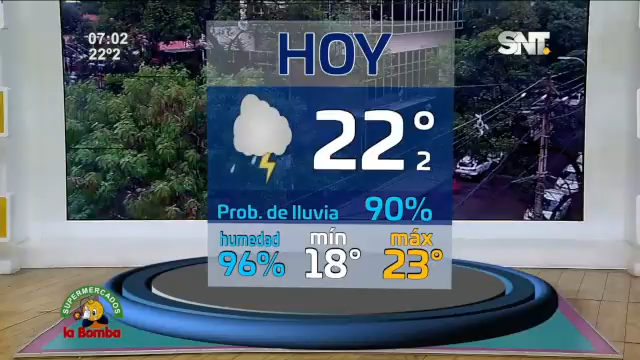 07:02
22°2
HOY
SNT.
22°2
Prob. de lluvia 90%
humedad mín máx
96% 18° 23°
SUPERMERCADOS
la Bomba